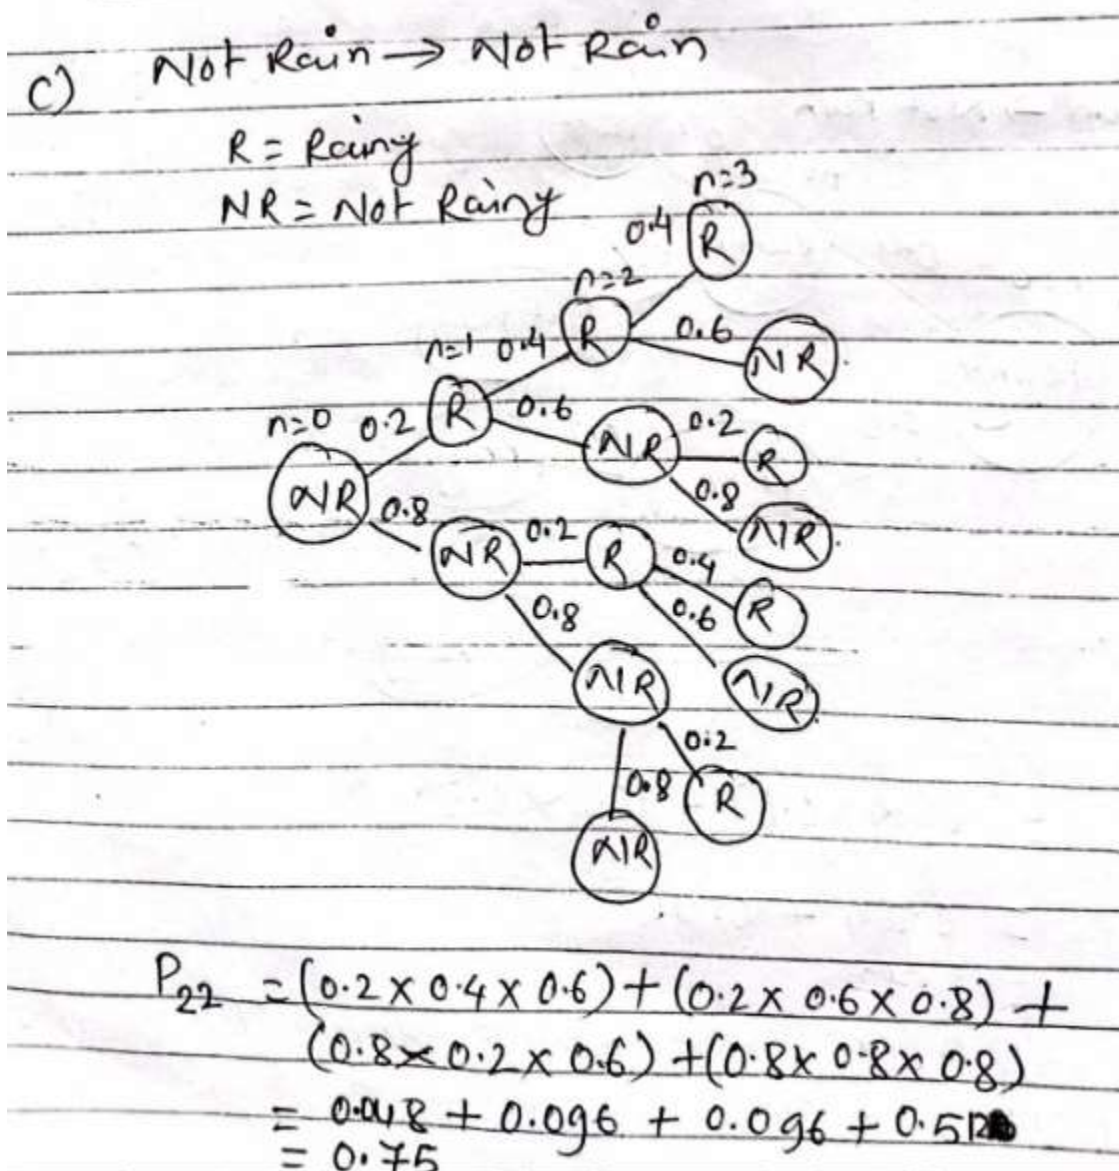 c) Not Rain → Not Rain
R = Rainy
NR = Not Rainy
n=3
0.4 R
n=2
R 0.6 NR
n=1 0.4
R 0.6 NR 0.2 R
n=0 0.2
NR 0.8 NR
0.8 NR 0.2 R 0.4 R
0.8 0.6
NR NR
0.2
0.8 R
NR
P22 = (0.2 x 0.4 x 0.6) + (0.2 x 0.6 x 0.8) +
(0.8 x 0.2 x 0.6) + (0.8 x 0.8 x 0.8)
= 0.048 + 0.096 + 0.096 + 0.512
= 0.75